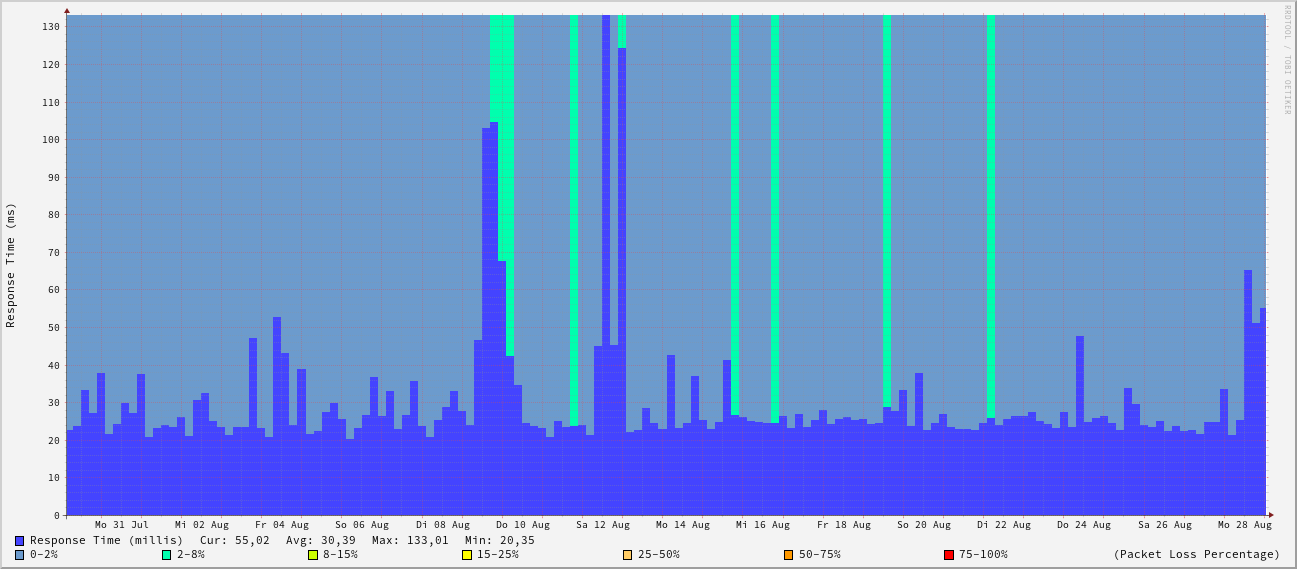 130
120
110
100
90
80
70
60
50
40
30
20
10
0
Response Time (ms)
RRDTOOL / TOBI OETIKER
Mo 31 Jul Mi 02 Aug Fr 04 Aug So 06 Aug Di 08 Aug Do 10 Aug Sa 12 Aug Mo 14 Aug Mi 16 Aug Fr 18 Aug So 20 Aug Di 22 Aug Do 24 Aug Sa 26 Aug Mo 28 Aug
Response Time (millis) Cur: 55,02 Avg: 30,39 Max: 133,01 Min: 20,35
0-2% 2-8% 8-15% 15-25% 25-50% 50-75% 75-100% (Packet Loss Percentage)